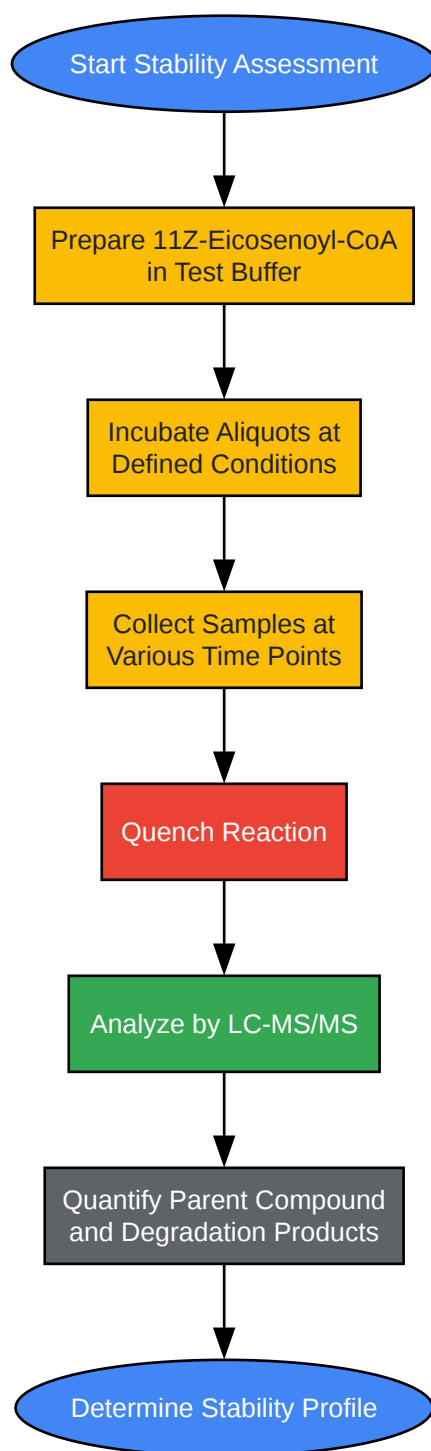 Start Stability Assessment
Prepare 11Z-Eicosenoyl-CoA
in Test Buffer
Incubate Aliquots at
Defined Conditions
Collect Samples at
Various Time Points
Quench Reaction
Analyze by LC-MS/MS
Quantify Parent Compound
and Degradation Products
Determine Stability Profile